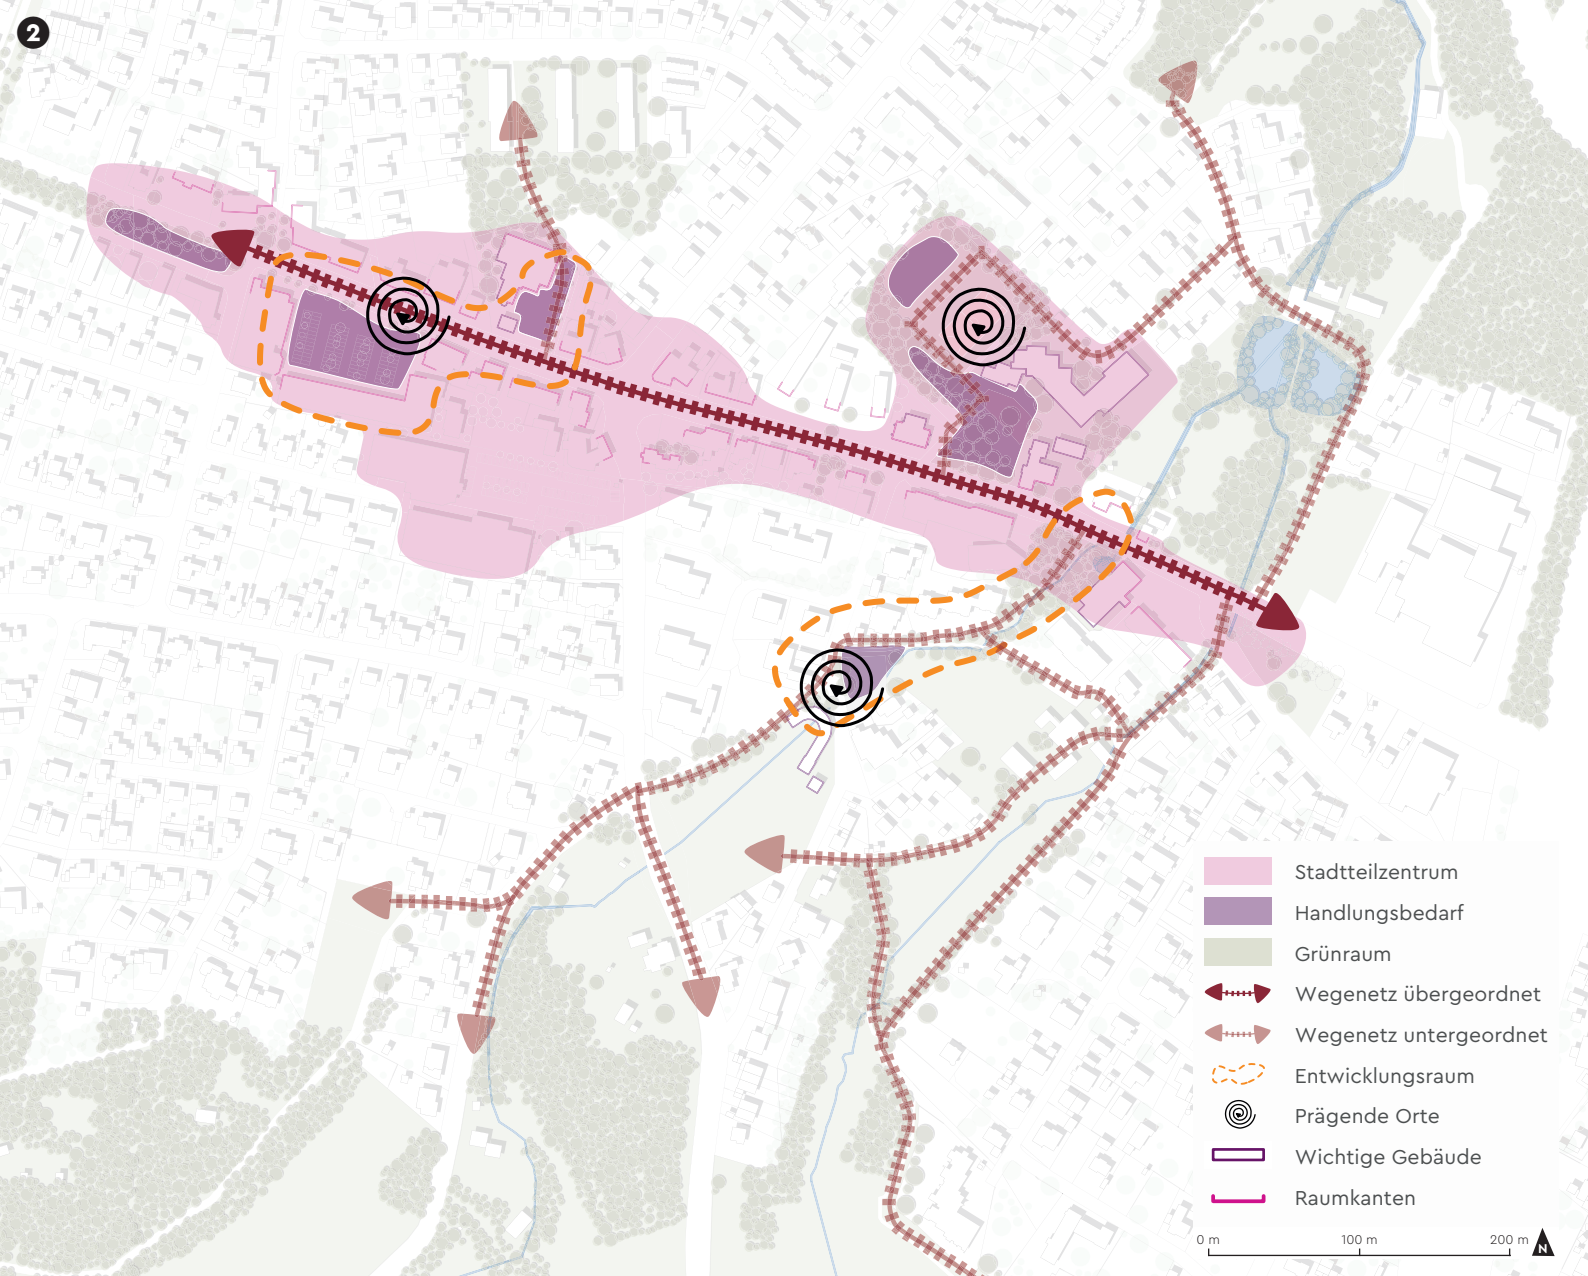 2
Stadtteilzentrum
Handlungsbedarf
Grünraum
Wegenetz übergeordnet
Wegenetz untergeordnet
Entwicklungsraum
Prägende Orte
Wichtige Gebäude
Raumkanten
0 m 100 m 200 m
N